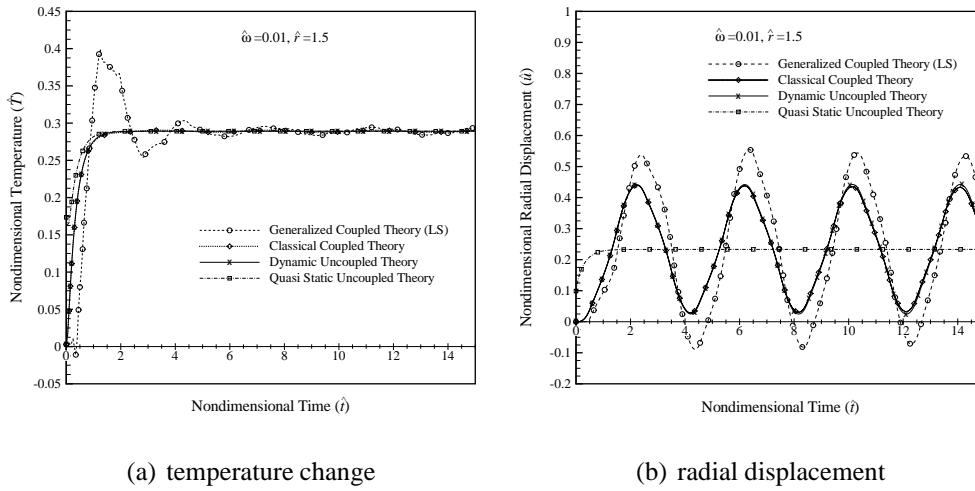 0.45
0.4
0.35
0.3
0.25
0.2
0.15
0.1
0.05
0
-0.05
0 2 4 6 8 10 12 14
Nondimensional Temperature (T̂)
ω̂=0.01, r̂=1.5
Generalized Coupled Theory (LS)
Classical Coupled Theory
Dynamic Uncoupled Theory
Quasi Static Uncoupled Theory
Nondimensional Time (t̂)
(a) temperature change
1
0.9
0.8
0.7
0.6
0.5
0.4
0.3
0.2
0.1
0
-0.1
-0.2
0 2 4 6 8 10 12 14
Nondimensional Radial Displacement (û)
ω̂=0.01, r̂=1.5
Generalized Coupled Theory (LS)
Classical Coupled Theory
Dynamic Uncoupled Theory
Quasi Static Uncoupled Theory
Nondimensional Time (t̂)
(b) radial displacement